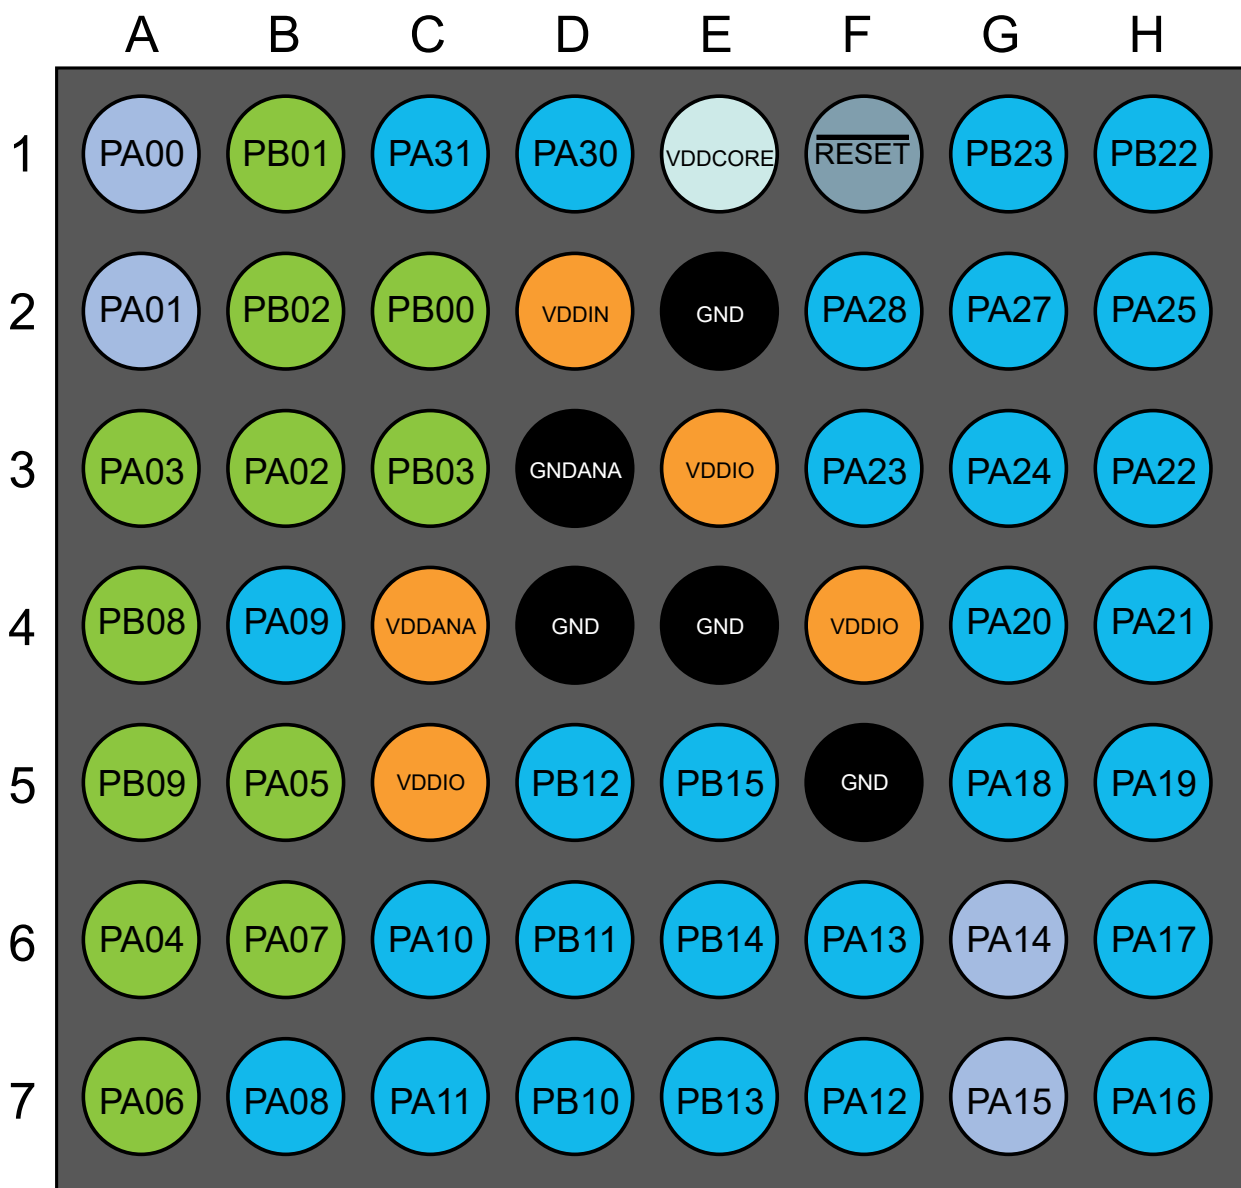 A B C D E F G H
1 PA00 PB01 PA31 PA30 VDDCORE RESET PB23 PB22
2 PA01 PB02 PB00 VDDIN GND PA28 PA27 PA25
3 PA03 PA02 PB03 GNDANA VDDIO PA23 PA24 PA22
4 PB08 PA09 VDDANA GND GND VDDIO PA20 PA21
5 PB09 PA05 VDDIO PB12 PB15 GND PA18 PA19
6 PA04 PA07 PA10 PB11 PB14 PA13 PA14 PA17
7 PA06 PA08 PA11 PB10 PB13 PA12 PA15 PA16